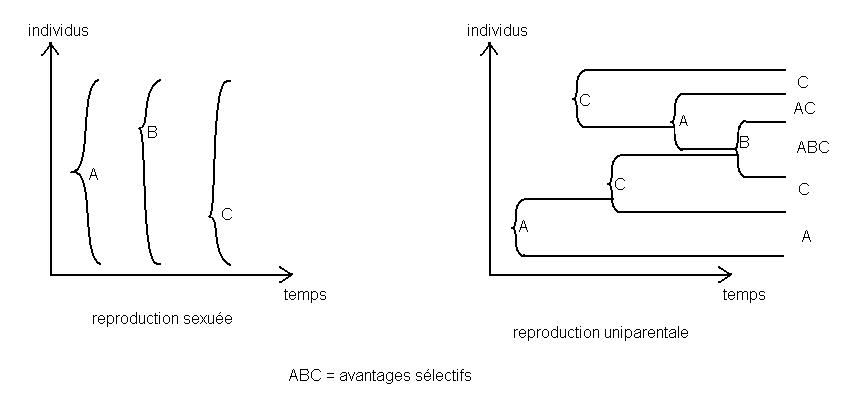 individus
A
B
C
temps
reproduction sexuée
individus
C
C
A
AC
B
ABC
C
C
A
A
temps
reproduction uniparentale
ABC = avantages sélectifs